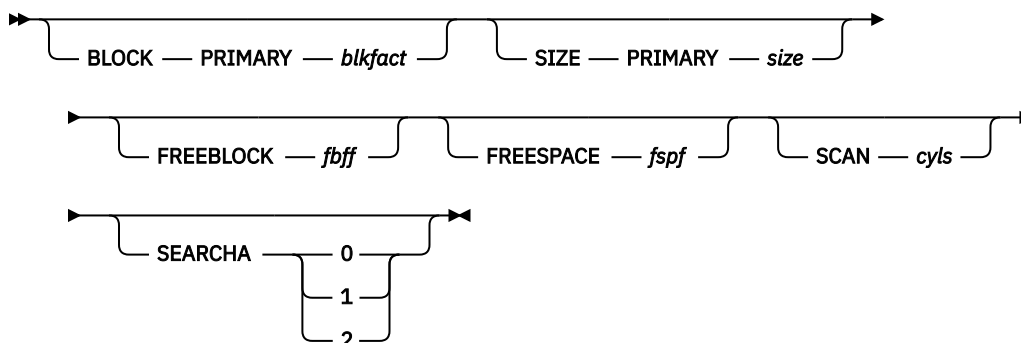 BLOCK PRIMARY blkfact SIZE PRIMARY size
FREEBLOCK fbff FREESPACE fspf SCAN cyls
SEARCHA 0
1
2